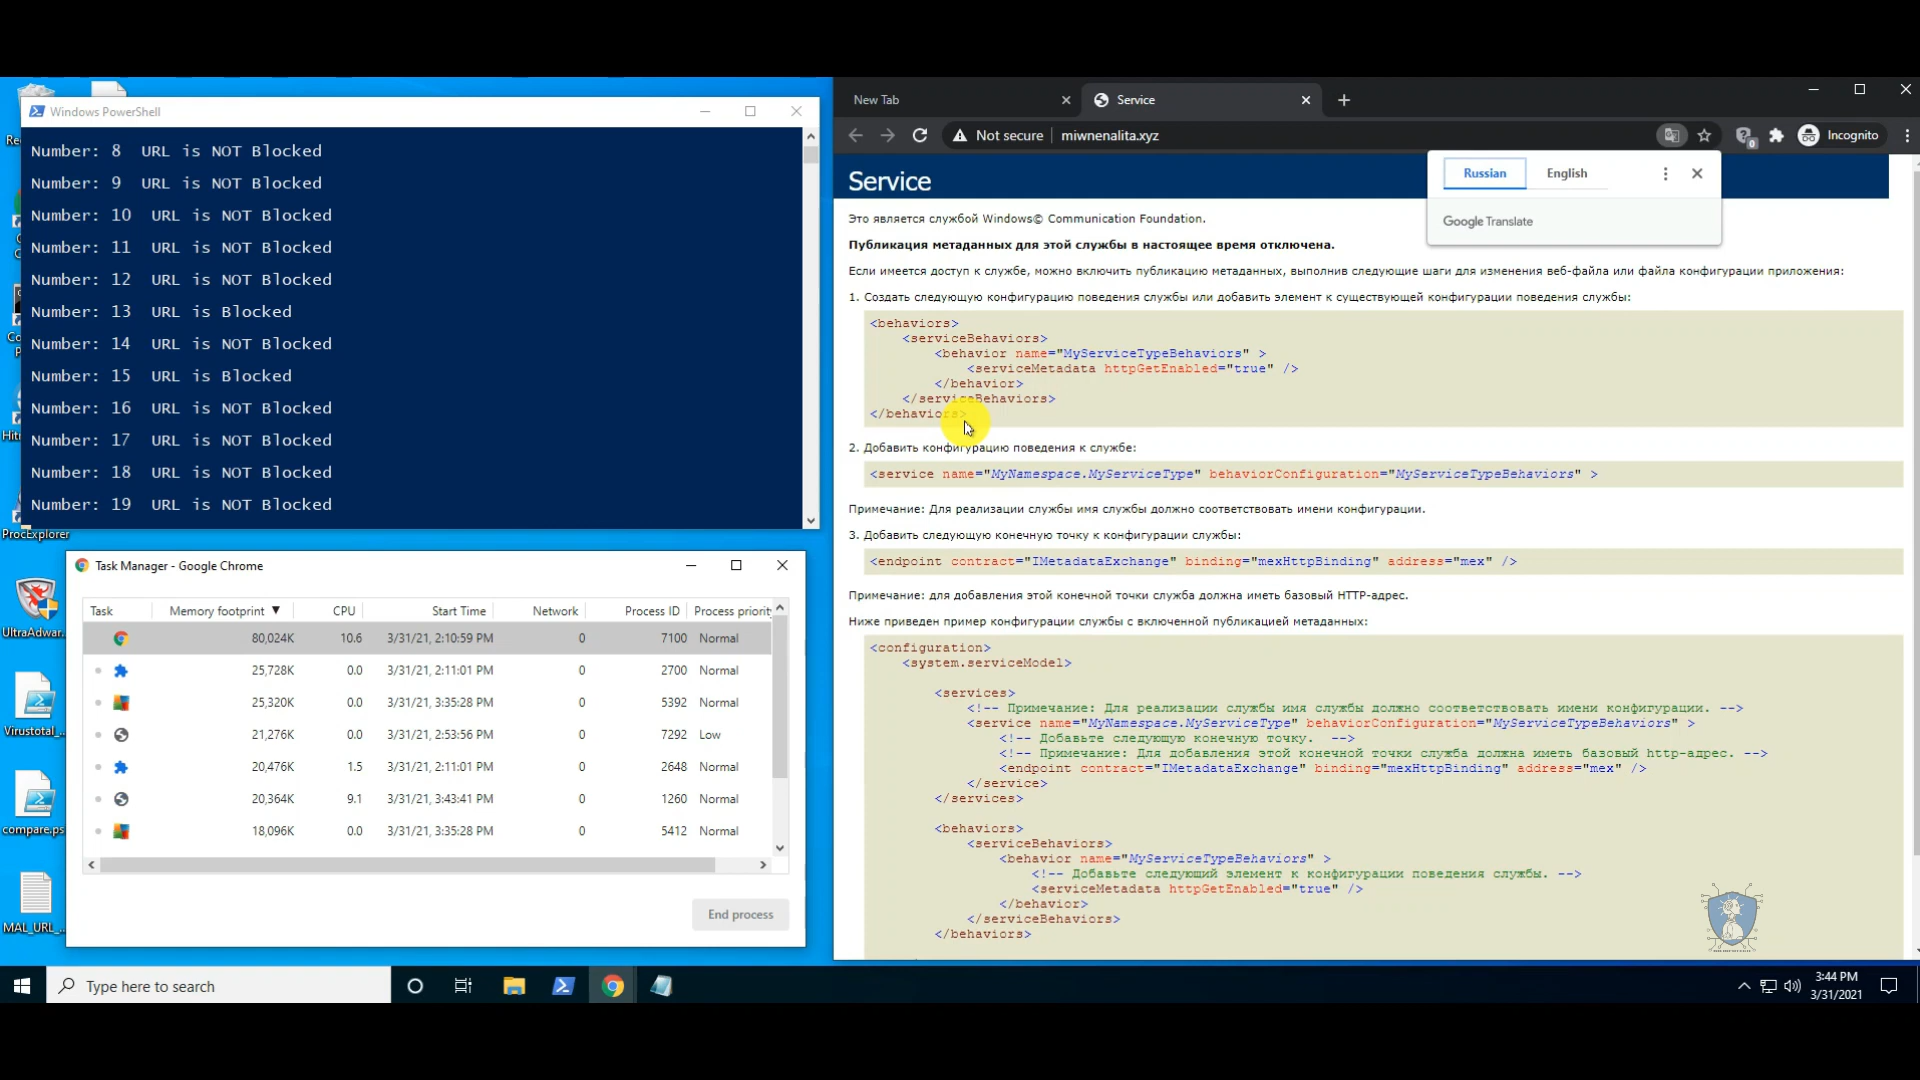 Windows PowerShell
Number: 8 URL is NOT Blocked
Number: 9 URL is NOT Blocked
Number: 10 URL is NOT Blocked
Number: 11 URL is NOT Blocked
Number: 12 URL is NOT Blocked
Number: 13 URL is Blocked
Number: 14 URL is NOT Blocked
Number: 15 URL is Blocked
Number: 16 URL is NOT Blocked
Number: 17 URL is NOT Blocked
Number: 18 URL is NOT Blocked
Number: 19 URL is NOT Blocked
ProcExplorer
UltraAdwar...
Virustotal_...
compare.ps
MAL_URL_...
Task Manager - Google Chrome
Task Memory footprint ▼ CPU Start Time Network Process ID Process priority
80,024K 10.6 3/31/21, 2:10:59 PM 0 7100 Normal
25,728K 0.0 3/31/21, 2:11:01 PM 0 2700 Normal
25,320K 0.0 3/31/21, 3:35:28 PM 0 5392 Normal
21,276K 0.0 3/31/21, 2:53:56 PM 0 7292 Low
20,476K 1.5 3/31/21, 2:11:01 PM 0 2648 Normal
20,364K 9.1 3/31/21, 3:43:41 PM 0 1260 Normal
18,096K 0.0 3/31/21, 3:35:28 PM 0 5412 Normal
End process
New Tab
Service
Not secure | miwnenalita.xyz
0
Incognito
Russian English
Google Translate
Service
Это является службой Windows© Communication Foundation.
Публикация метаданных для этой службы в настоящее время отключена.
Если имеется доступ к службе, можно включить публикацию метаданных, выполнив следующие шаги для изменения веб-файла или файла конфигурации приложения:
1. Создать следующую конфигурацию поведения службы или добавить элемент к существующей конфигурации поведения службы:
<behaviors>
<serviceBehaviors>
<behavior name="MyServiceTypeBehaviors" >
<serviceMetadata httpGetEnabled="true" />
</behavior>
</serviceBehaviors>
</behaviors>
2. Добавить конфигурацию поведения к службе:
<service name="MyNamespace.MyServiceType" behaviorConfiguration="MyServiceTypeBehaviors" >
Примечание: Для реализации службы имя службы должно соответствовать имени конфигурации.
3. Добавить следующую конечную точку к конфигурации службы:
<endpoint contract="IMetadataExchange" binding="mexHttpBinding" address="mex" />
Примечание: для добавления этой конечной точки служба должна иметь базовый HTTP-адрес.
Ниже приведен пример конфигурации службы с включенной публикацией метаданных:
<configuration>
<system.serviceModel>
<services>
<!-- Примечание: Для реализации службы имя службы должно соответствовать имени конфигурации. -->
<service name="MyNamespace.MyServiceType" behaviorConfiguration="MyServiceTypeBehaviors" >
<!-- Добавьте следующую конечную точку. -->
<!-- Примечание: Для добавления этой конечной точки служба должна иметь базовый http-адрес. -->
<endpoint contract="IMetadataExchange" binding="mexHttpBinding" address="mex" />
</service>
</services>
<behaviors>
<serviceBehaviors>
<behavior name="MyServiceTypeBehaviors" >
<!-- Добавьте следующий элемент к конфигурации поведения службы. -->
<serviceMetadata httpGetEnabled="true" />
</behavior>
</serviceBehaviors>
</behaviors>
Type here to search
3:44 PM
3/31/2021